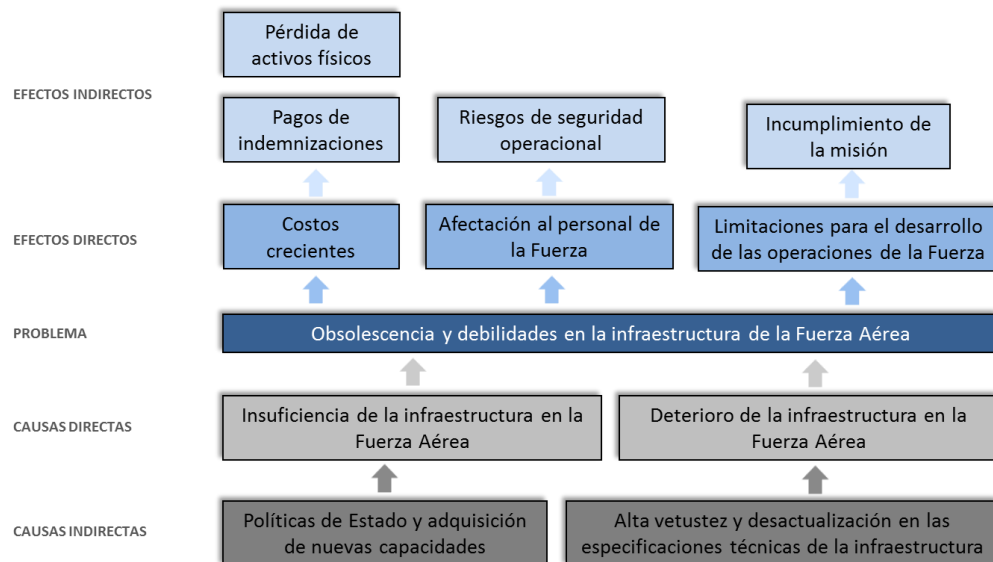 Pérdida de
activos físicos
EFECTOS INDIRECTOS
Pagos de
indemnizaciones
Riesgos de seguridad
operacional
Incumplimiento de
la misión
EFECTOS DIRECTOS
Costos
crecientes
Afectación al personal de
la Fuerza
Limitaciones para el desarrollo
de las operaciones de la Fuerza
PROBLEMA
Obsolescencia y debilidades en la infraestructura de la Fuerza Aérea
CAUSAS DIRECTAS
Insuficiencia de la infraestructura en la
Fuerza Aérea
Deterioro de la infraestructura en la
Fuerza Aérea
CAUSAS INDIRECTAS
Políticas de Estado y adquisición
de nuevas capacidades
Alta vetustez y desactualización en las
especificaciones técnicas de la infraestructura